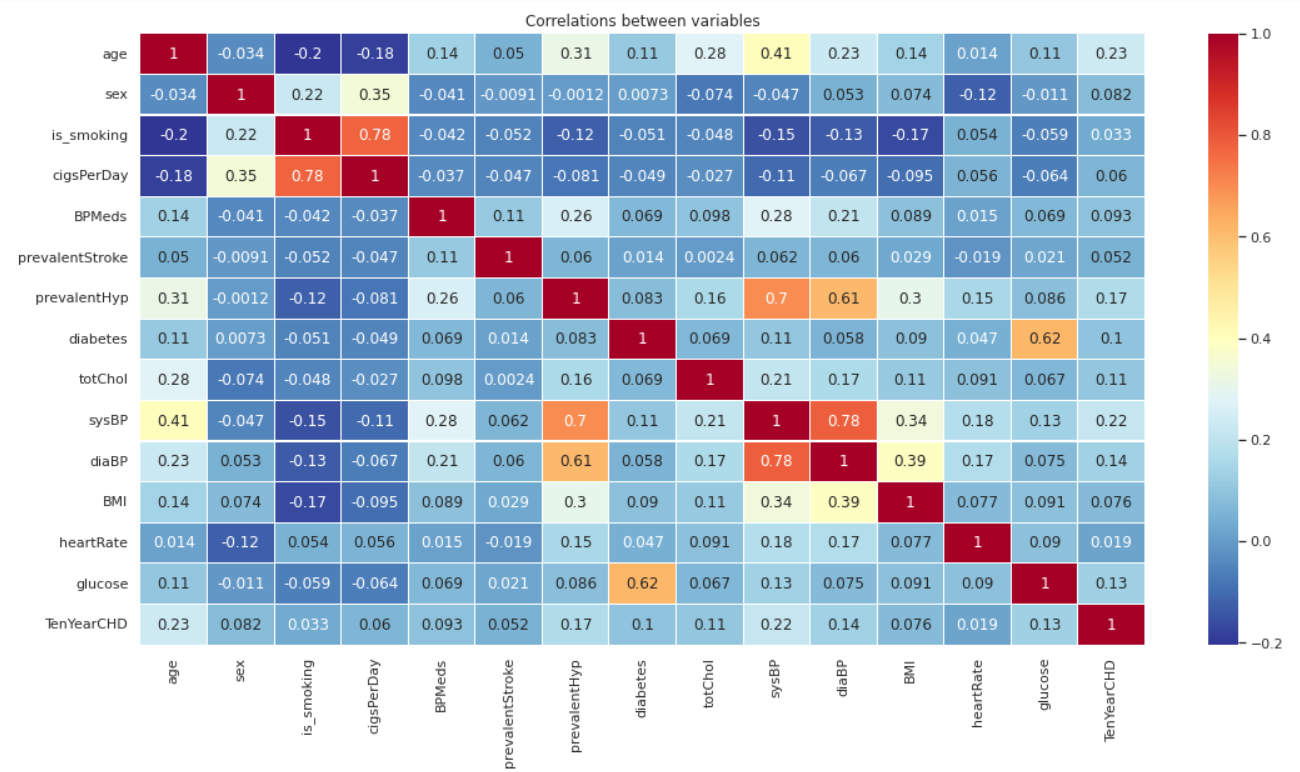 Correlations between variables
age 1 -0.034 -0.2 -0.18 0.14 0.05 0.31 0.11 0.28 0.41 0.23 0.14 0.014 0.11 0.23
sex -0.034 1 0.22 0.35 -0.041 -0.0091 -0.0012 0.0073 -0.074 -0.047 0.053 0.074 -0.12 -0.011 0.082
is_smoking -0.2 0.22 1 0.78 -0.042 -0.052 -0.12 -0.051 -0.048 -0.15 -0.13 -0.17 0.054 -0.059 0.033
cigsPerDay -0.18 0.35 0.78 1 -0.037 -0.047 -0.081 -0.049 -0.027 -0.11 -0.067 -0.095 0.056 -0.064 0.06
BPMeds 0.14 -0.041 -0.042 -0.037 1 0.11 0.26 0.069 0.098 0.28 0.21 0.089 0.015 0.069 0.093
prevalentStroke 0.05 -0.0091 -0.052 -0.047 0.11 1 0.06 0.014 0.0024 0.062 0.06 0.029 -0.019 0.021 0.052
prevalentHyp 0.31 -0.0012 -0.12 -0.081 0.26 0.06 1 0.083 0.16 0.7 0.61 0.3 0.15 0.086 0.17
diabetes 0.11 0.0073 -0.051 -0.049 0.069 0.014 0.083 1 0.069 0.11 0.058 0.09 0.047 0.62 0.1
totChol 0.28 -0.074 -0.048 -0.027 0.098 0.0024 0.16 0.069 1 0.21 0.17 0.11 0.091 0.067 0.11
sysBP 0.41 -0.047 -0.15 -0.11 0.28 0.062 0.7 0.11 0.21 1 0.78 0.34 0.18 0.13 0.22
diaBP 0.23 0.053 -0.13 -0.067 0.21 0.06 0.61 0.058 0.17 0.78 1 0.39 0.17 0.075 0.14
BMI 0.14 0.074 -0.17 -0.095 0.089 0.029 0.3 0.09 0.11 0.34 0.39 1 0.077 0.091 0.076
heartRate 0.014 -0.12 0.054 0.056 0.015 -0.019 0.15 0.047 0.091 0.18 0.17 0.077 1 0.09 0.019
glucose 0.11 -0.011 -0.059 -0.064 0.069 0.021 0.086 0.62 0.067 0.13 0.075 0.091 0.09 1 0.13
TenYearCHD 0.23 0.082 0.033 0.06 0.093 0.052 0.17 0.1 0.11 0.22 0.14 0.076 0.019 0.13 1
age sex is_smoking cigsPerDay BPMeds prevalentStroke prevalentHyp diabetes totChol sysBP diaBP BMI heartRate glucose TenYearCHD
1.0
0.8
0.6
0.4
0.2
0.0
−0.2